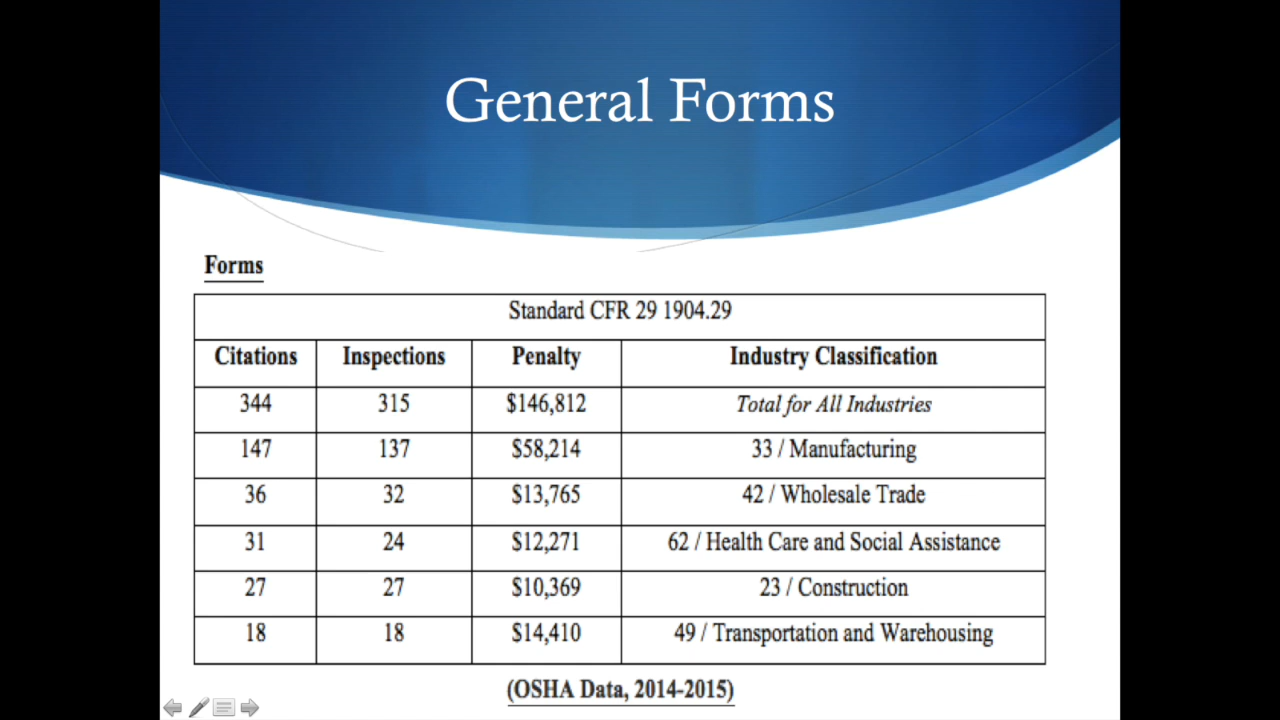 General Forms
Forms
Standard CFR 29 1904.29
Citations Inspections Penalty Industry Classification
344 315 $146,812 Total for All Industries
147 137 $58,214 33 / Manufacturing
36 32 $13,765 42 / Wholesale Trade
31 24 $12,271 62 / Health Care and Social Assistance
27 27 $10,369 23 / Construction
18 18 $14,410 49 / Transportation and Warehousing
(OSHA Data, 2014-2015)